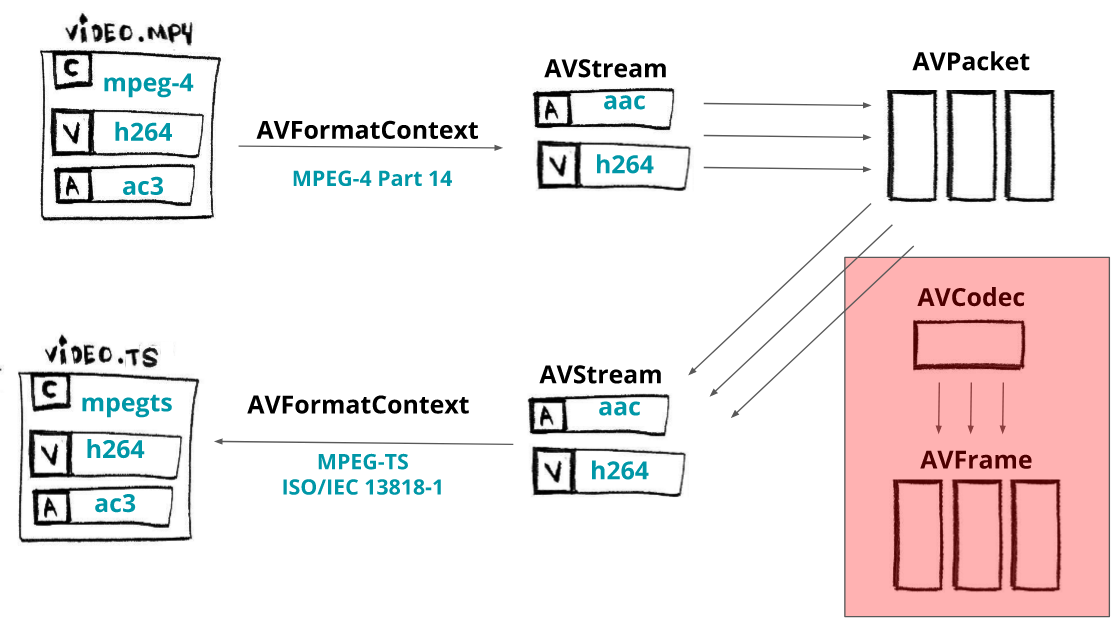 VIDEO.MP4
C mpeg-4
V h264
A ac3
AVFormatContext
MPEG-4 Part 14
AVStream
A aac
V h264
AVPacket
AVCodec
AVFrame
AVStream
A aac
V h264
AVFormatContext
MPEG-TS
ISO/IEC 13818-1
VIDEO.TS
C mpegts
V h264
A ac3